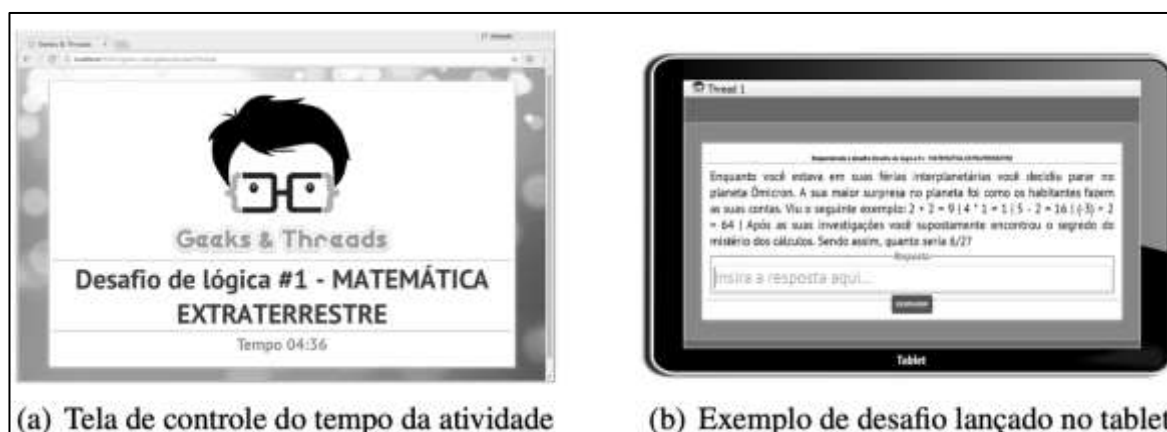 Geeks & Threads
Geeks & Threads
Desafio de lógica #1 - MATEMÁTICA
EXTRATERRESTRE
Tempo 04:36
(a) Tela de controle do tempo da atividade
Thread 1
Enquanto você estava em suas férias interplanetárias você decidiu parar no
planeta Ômicron. A sua maior surpresa no planeta foi como os habitantes fazem
as suas contas. Viu o seguinte exemplo: 2 + 2 = 9 | 4 * 1 = 1 | 5 - 2 = 16 | (-3) + 2
= 64 | Após as suas investigações você supostamente encontrou o segredo do
mistério dos cálculos. Sendo assim, quanto seria 6/2?
Resposta
Insira a resposta aqui...
Tablet
(b) Exemplo de desafio lançado no tablet